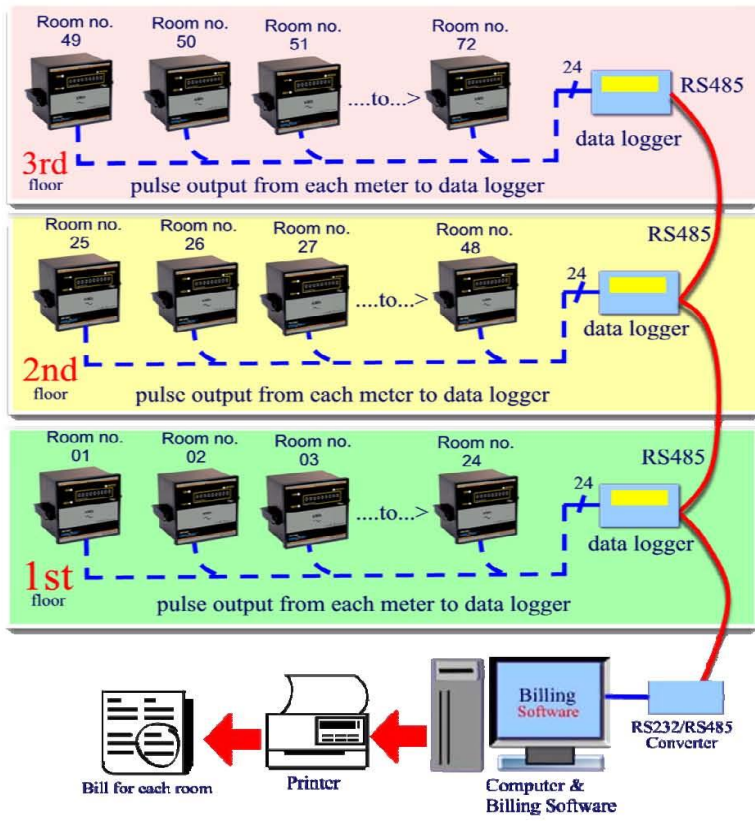 Room no.
49
Room no.
50
Room no.
51
Room no.
72
....to...>
24
RS485
data logger
3rd
floor
pulse output from each meter to data logger
Room no.
25
Room no.
26
Room no.
27
Room no.
48
....to...>
24
RS485
data logger
2nd
floor
pulse output from each meter to data logger
Room no.
01
Room no.
02
Room no.
03
Room no.
24
....to...>
24
RS485
data logger
1st
floor
pulse output from each meter to data logger
Billing
Software
RS232/RS485
Converter
Bill for each room
Printer
Computer &
Billing Software